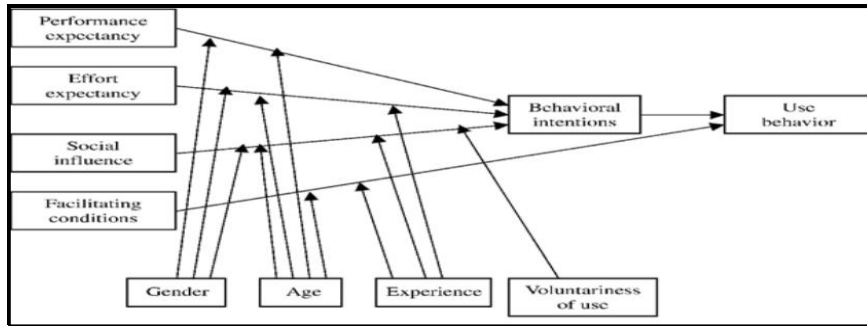 Performance
expectancy
Effort
expectancy
Social
influence
Facilitating
conditions
Behavioral
intentions
Use
behavior
Gender
Age
Experience
Voluntariness
of use